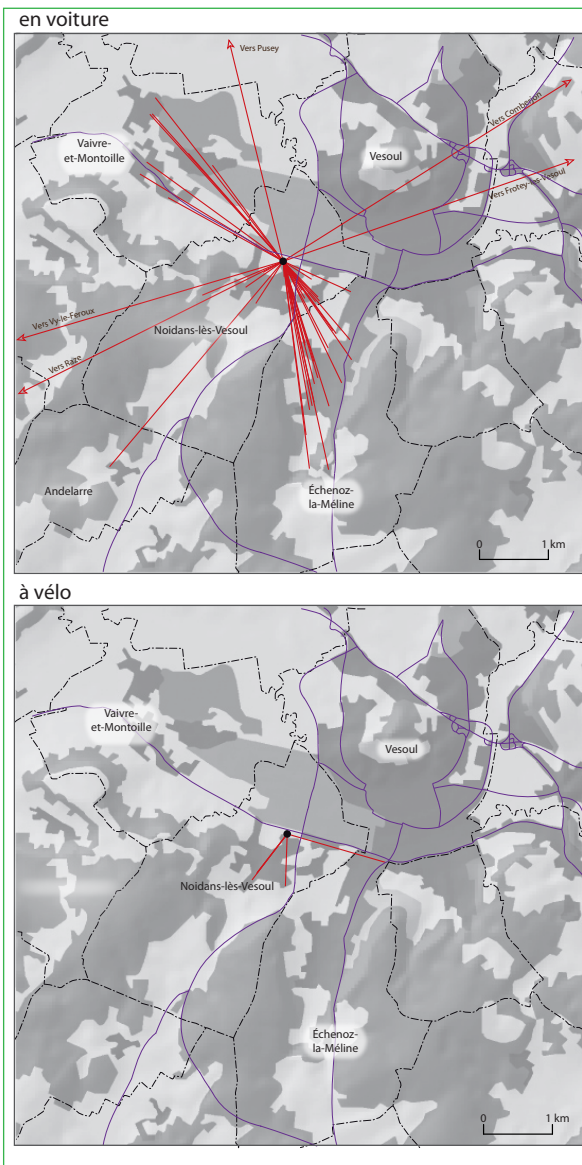 en voiture
Vers Pusey
Vers Comberjon
Vaivre-
et-Montoille
Vesoul
Vers Frotey-lès-Vesoul
Vers Vy-le-Feroux
Noidans-lès-Vesoul
Vers Raze
Andelarre
Échenoz-
la-Méline
0 1 km
à vélo
Vaivre-
et-Montoille
Vesoul
Noidans-lès-Vesoul
Échenoz-
la-Méline
0 1 km